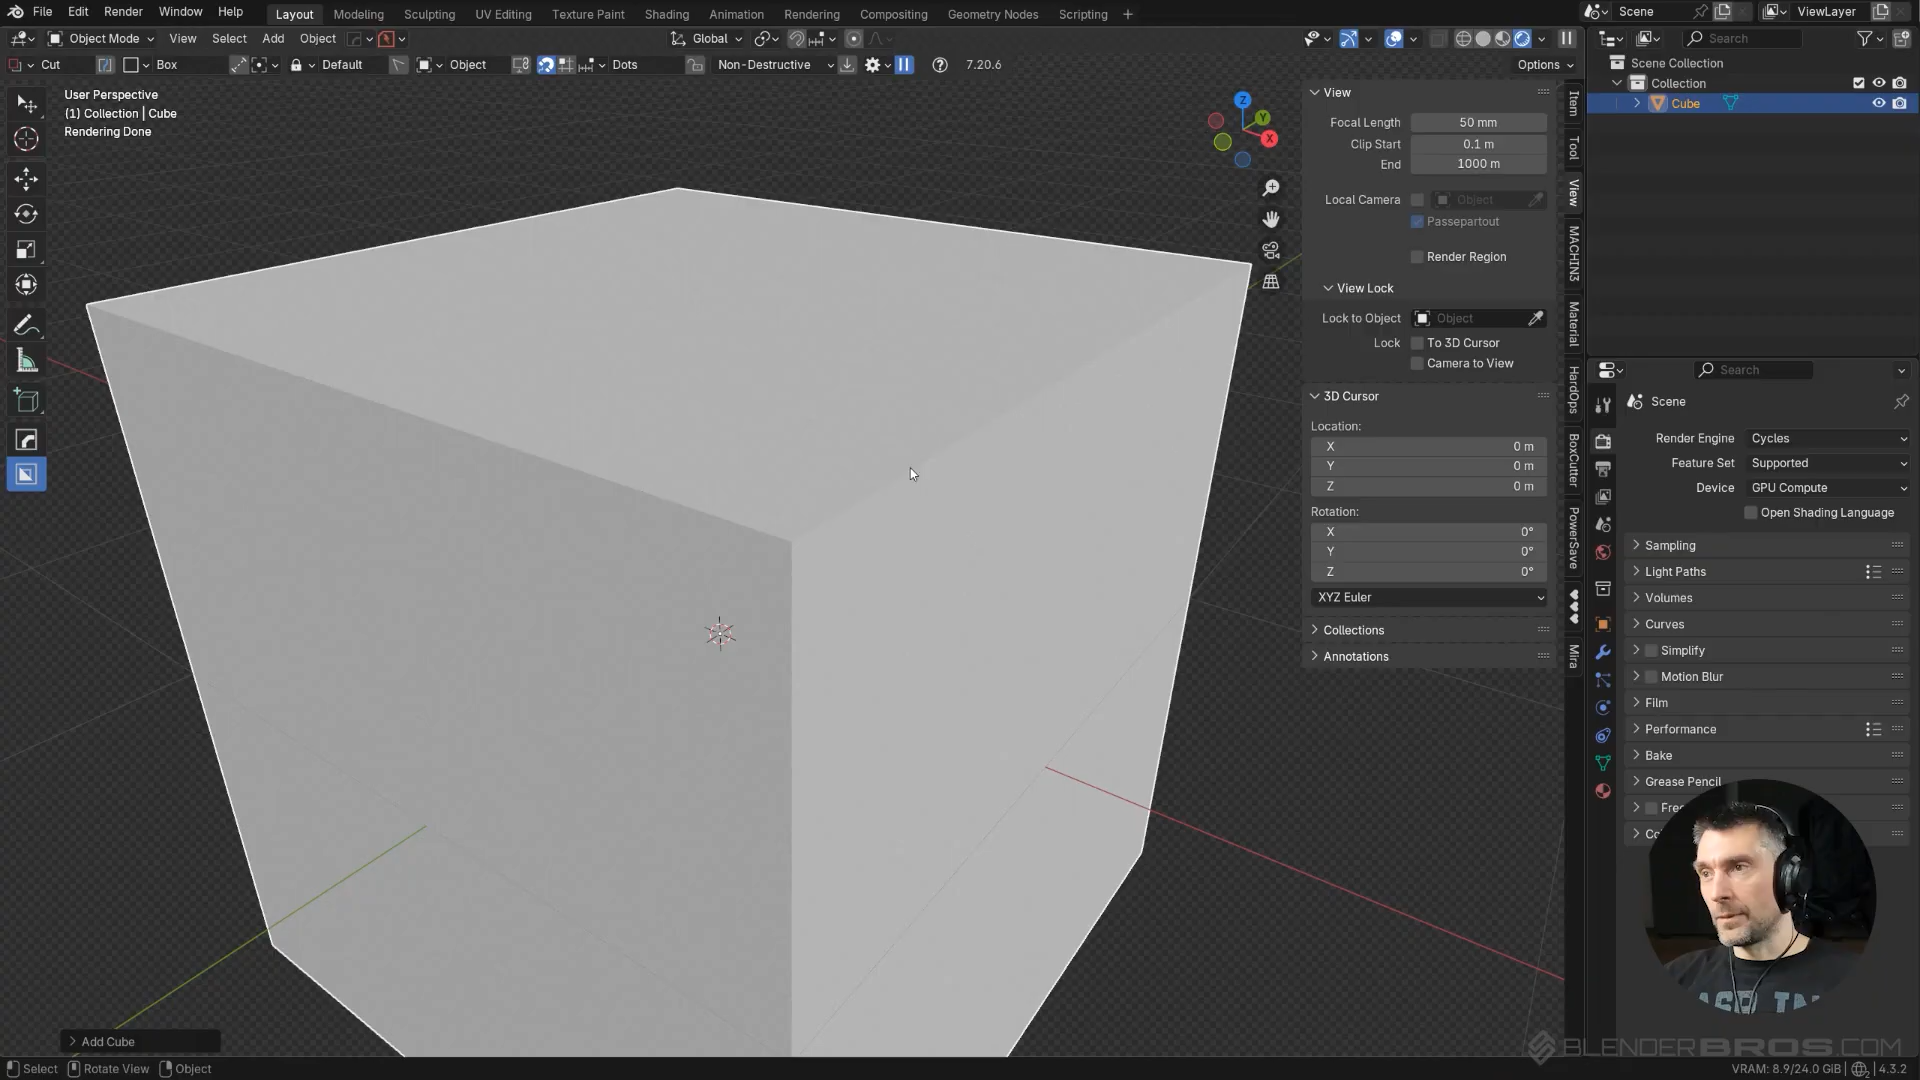 File Edit Render Window Help Layout Modeling Sculpting UV Editing Texture Paint Shading Animation Rendering Compositing Geometry Nodes Scripting + Scene ViewLayer
Object Mode View Select Add Object Global Search
Cut Box Default Object Dots Non-Destructive 7.20.6 Options
User Perspective
(1) Collection | Cube
Rendering Done
Z
Y
X
View
Focal Length 50 mm
Clip Start 0.1 m
End 1000 m
Local Camera Object
Passepartout
Render Region
View Lock
Lock to Object Object
Lock To 3D Cursor
Camera to View
3D Cursor
Location:
X 0 m
Y 0 m
Z 0 m
Rotation:
X 0°
Y 0°
Z 0°
XYZ Euler
Collections
Annotations
Item
Tool
View
MACHIN3
Material
HardOps
BoxCutter
PowerSave
♥♥♥
Mira
Scene Collection
Collection
Cube
Search
Scene
Render Engine Cycles
Feature Set Supported
Device GPU Compute
Open Shading Language
Sampling
Light Paths
Volumes
Curves
Simplify
Motion Blur
Film
Performance
Bake
Grease Pencil
Add Cube
BLENDERBROS.COM
Select Rotate View Object VRAM: 8.9/24.0 GiB 4.3.2